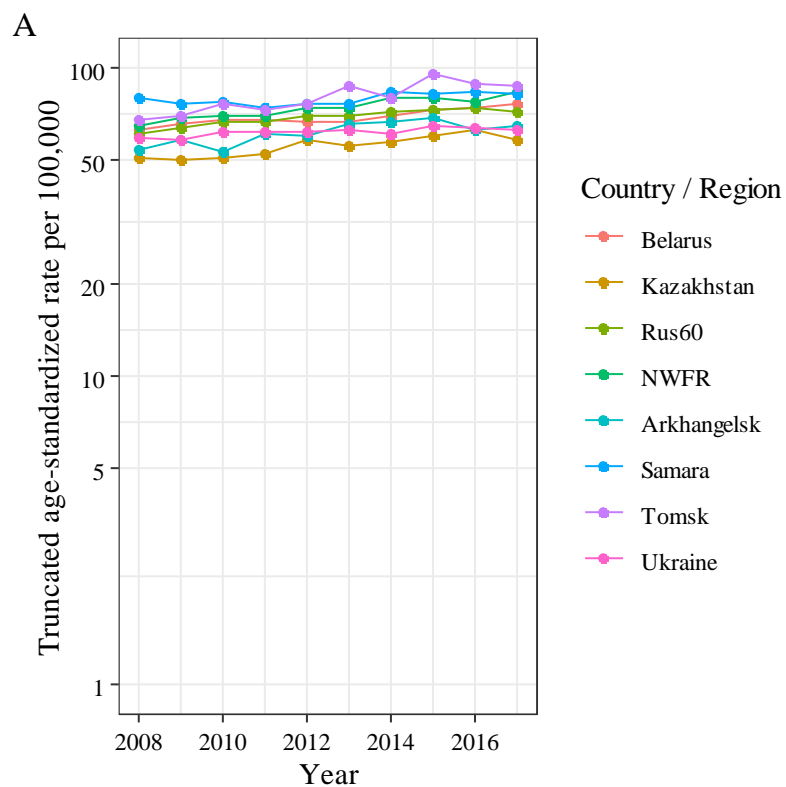 A
Truncated age-standardized rate per 100,000
100
50
20
10
5
1
2008
2010
2012
2014
2016
Year
Country / Region
Belarus
Kazakhstan
Rus60
NWFR
Arkhangelsk
Samara
Tomsk
Ukraine